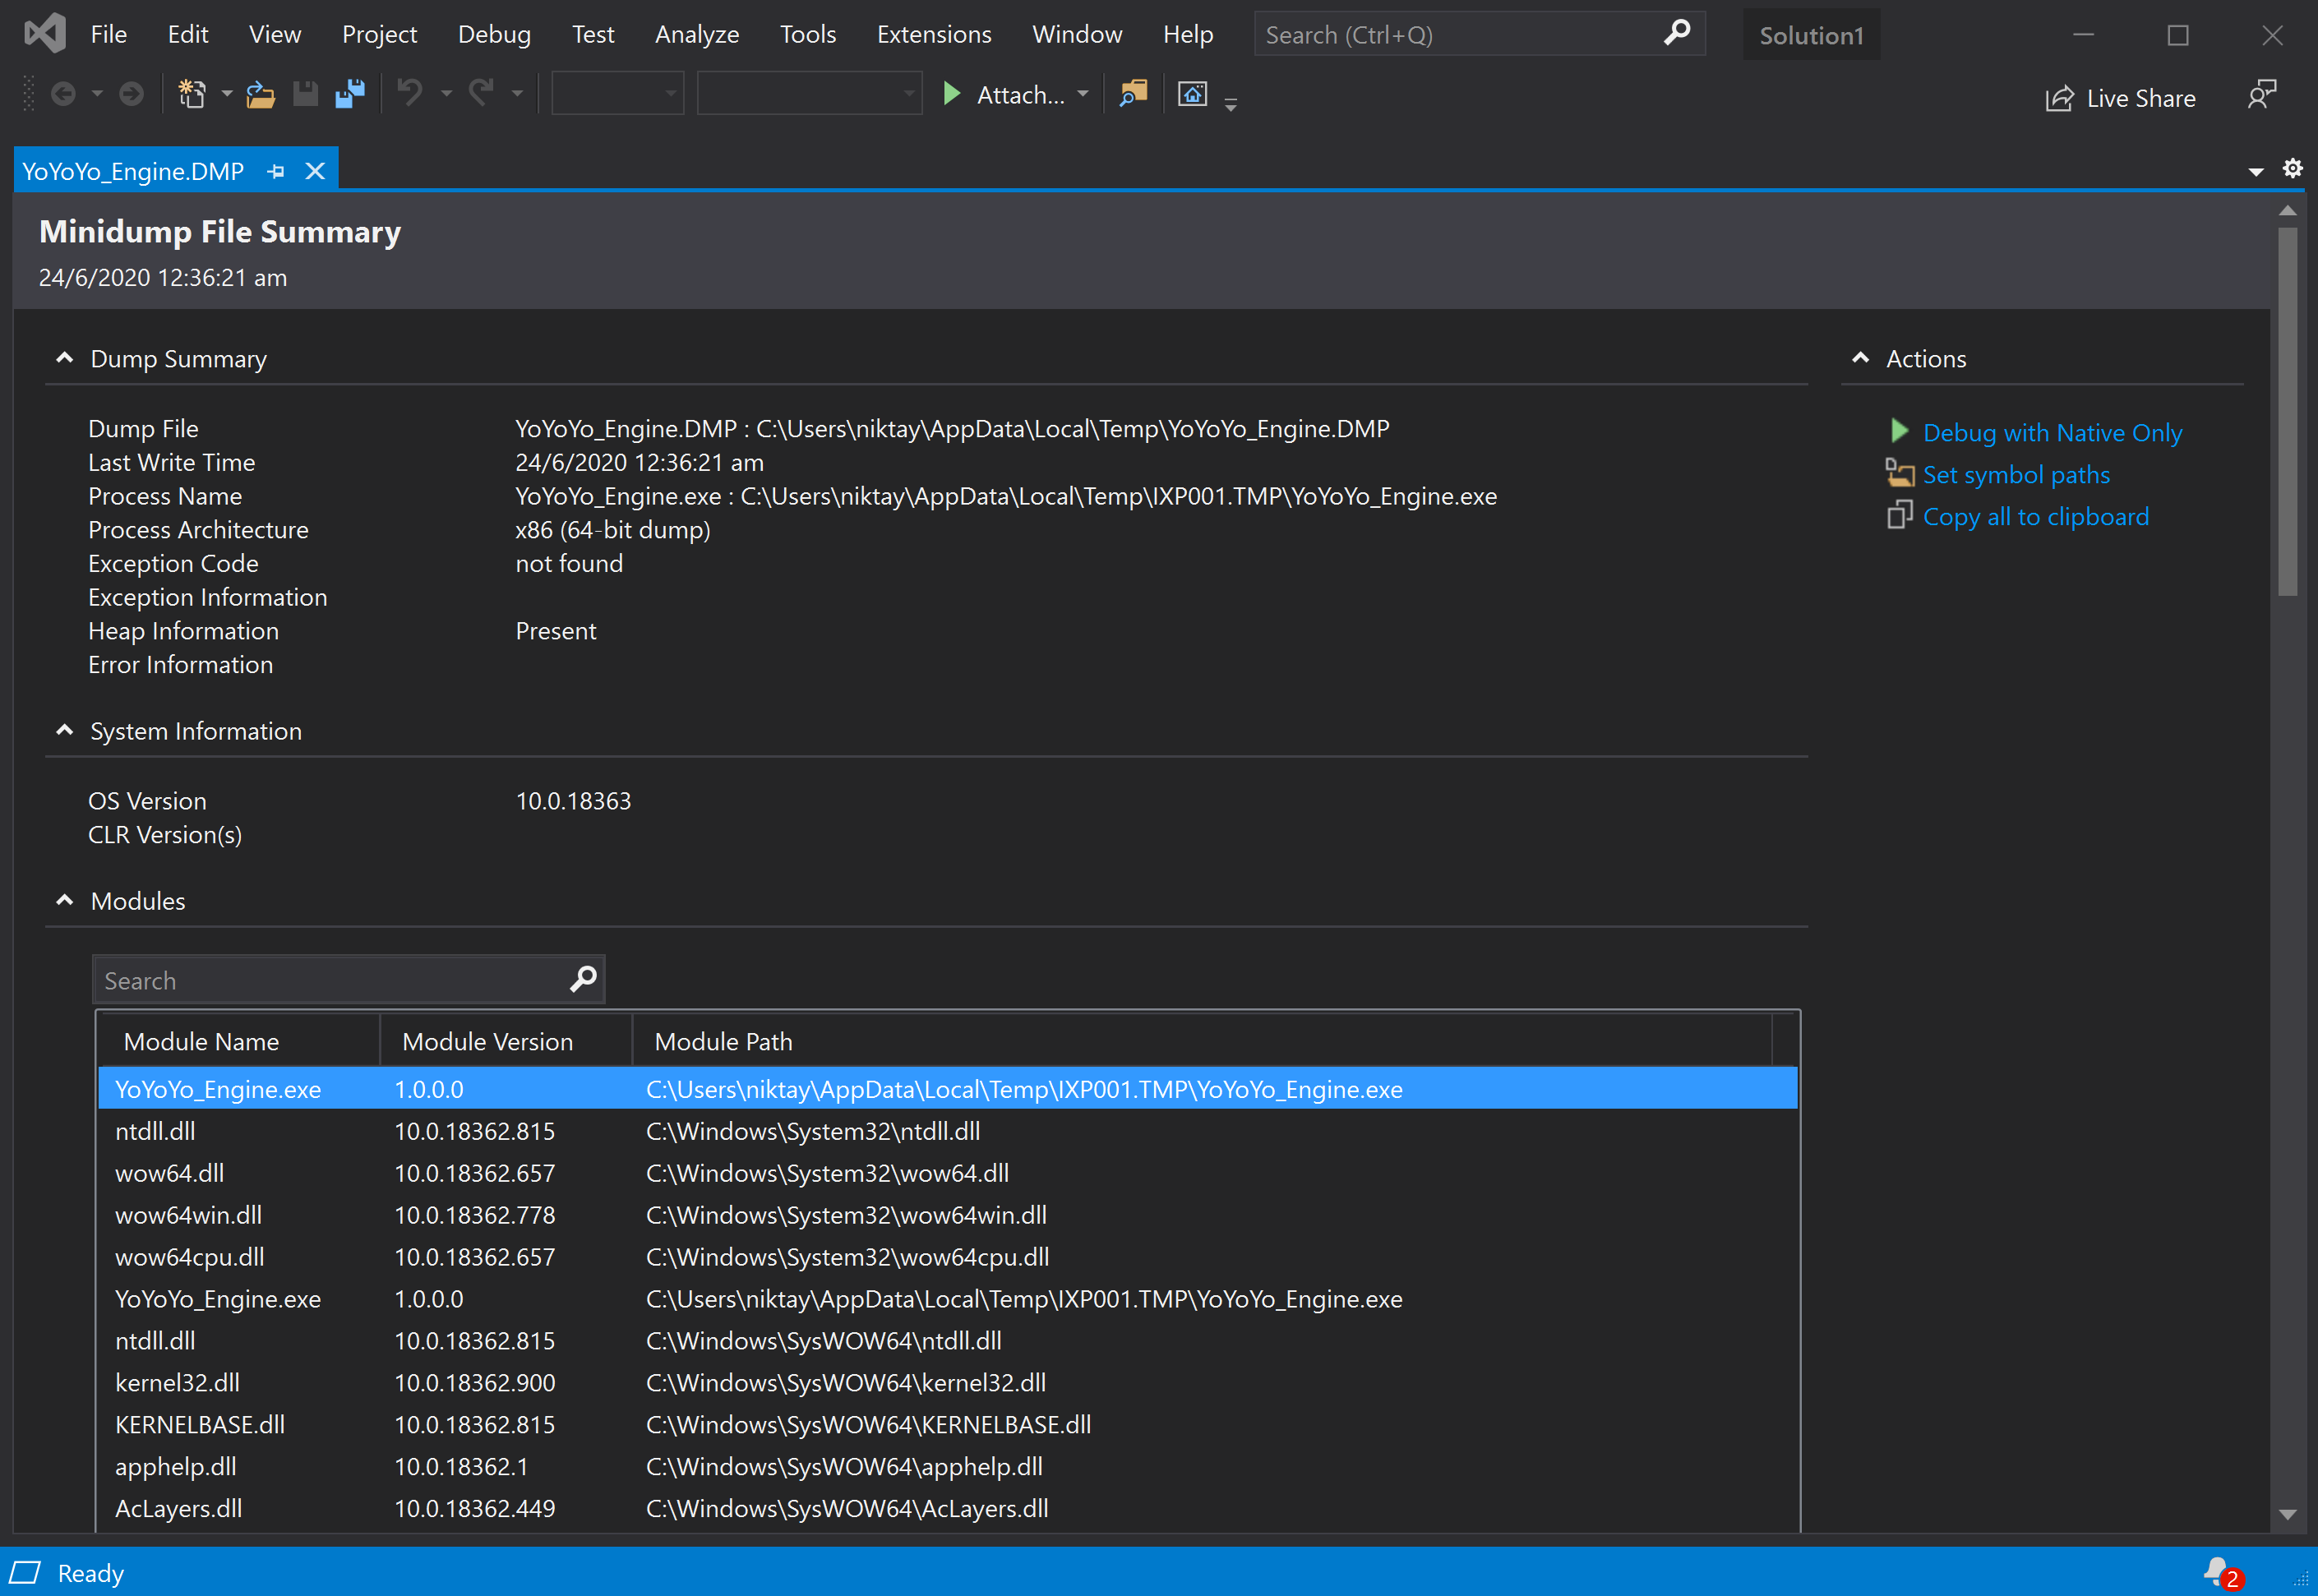 File Edit View Project Debug Test Analyze Tools Extensions Window Help Search (Ctrl+Q) Solution1
Attach... Live Share
YoYoYo_Engine.DMP
Minidump File Summary
24/6/2020 12:36:21 am
Dump Summary
Dump File YoYoYo_Engine.DMP : C:\Users\niktay\AppData\Local\Temp\YoYoYo_Engine.DMP
Last Write Time 24/6/2020 12:36:21 am
Process Name YoYoYo_Engine.exe : C:\Users\niktay\AppData\Local\Temp\IXP001.TMP\YoYoYo_Engine.exe
Process Architecture x86 (64-bit dump)
Exception Code not found
Exception Information
Heap Information Present
Error Information
System Information
OS Version 10.0.18363
CLR Version(s)
Modules
Search
Module Name Module Version Module Path
YoYoYo_Engine.exe 1.0.0.0 C:\Users\niktay\AppData\Local\Temp\IXP001.TMP\YoYoYo_Engine.exe
ntdll.dll 10.0.18362.815 C:\Windows\System32\ntdll.dll
wow64.dll 10.0.18362.657 C:\Windows\System32\wow64.dll
wow64win.dll 10.0.18362.778 C:\Windows\System32\wow64win.dll
wow64cpu.dll 10.0.18362.657 C:\Windows\System32\wow64cpu.dll
YoYoYo_Engine.exe 1.0.0.0 C:\Users\niktay\AppData\Local\Temp\IXP001.TMP\YoYoYo_Engine.exe
ntdll.dll 10.0.18362.815 C:\Windows\SysWOW64\ntdll.dll
kernel32.dll 10.0.18362.900 C:\Windows\SysWOW64\kernel32.dll
KERNELBASE.dll 10.0.18362.815 C:\Windows\SysWOW64\KERNELBASE.dll
apphelp.dll 10.0.18362.1 C:\Windows\SysWOW64\apphelp.dll
AcLayers.dll 10.0.18362.449 C:\Windows\SysWOW64\AcLayers.dll
Actions
Debug with Native Only
Set symbol paths
Copy all to clipboard
Ready 2